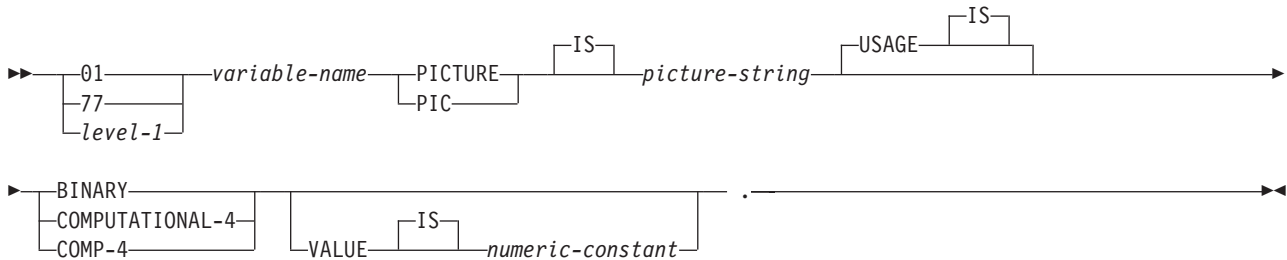 IS
IS USAGE
01 variable-name PICTURE picture-string
77 PIC
level-1
BINARY .
COMPUTATIONAL-4 IS
COMP-4 VALUE numeric-constant